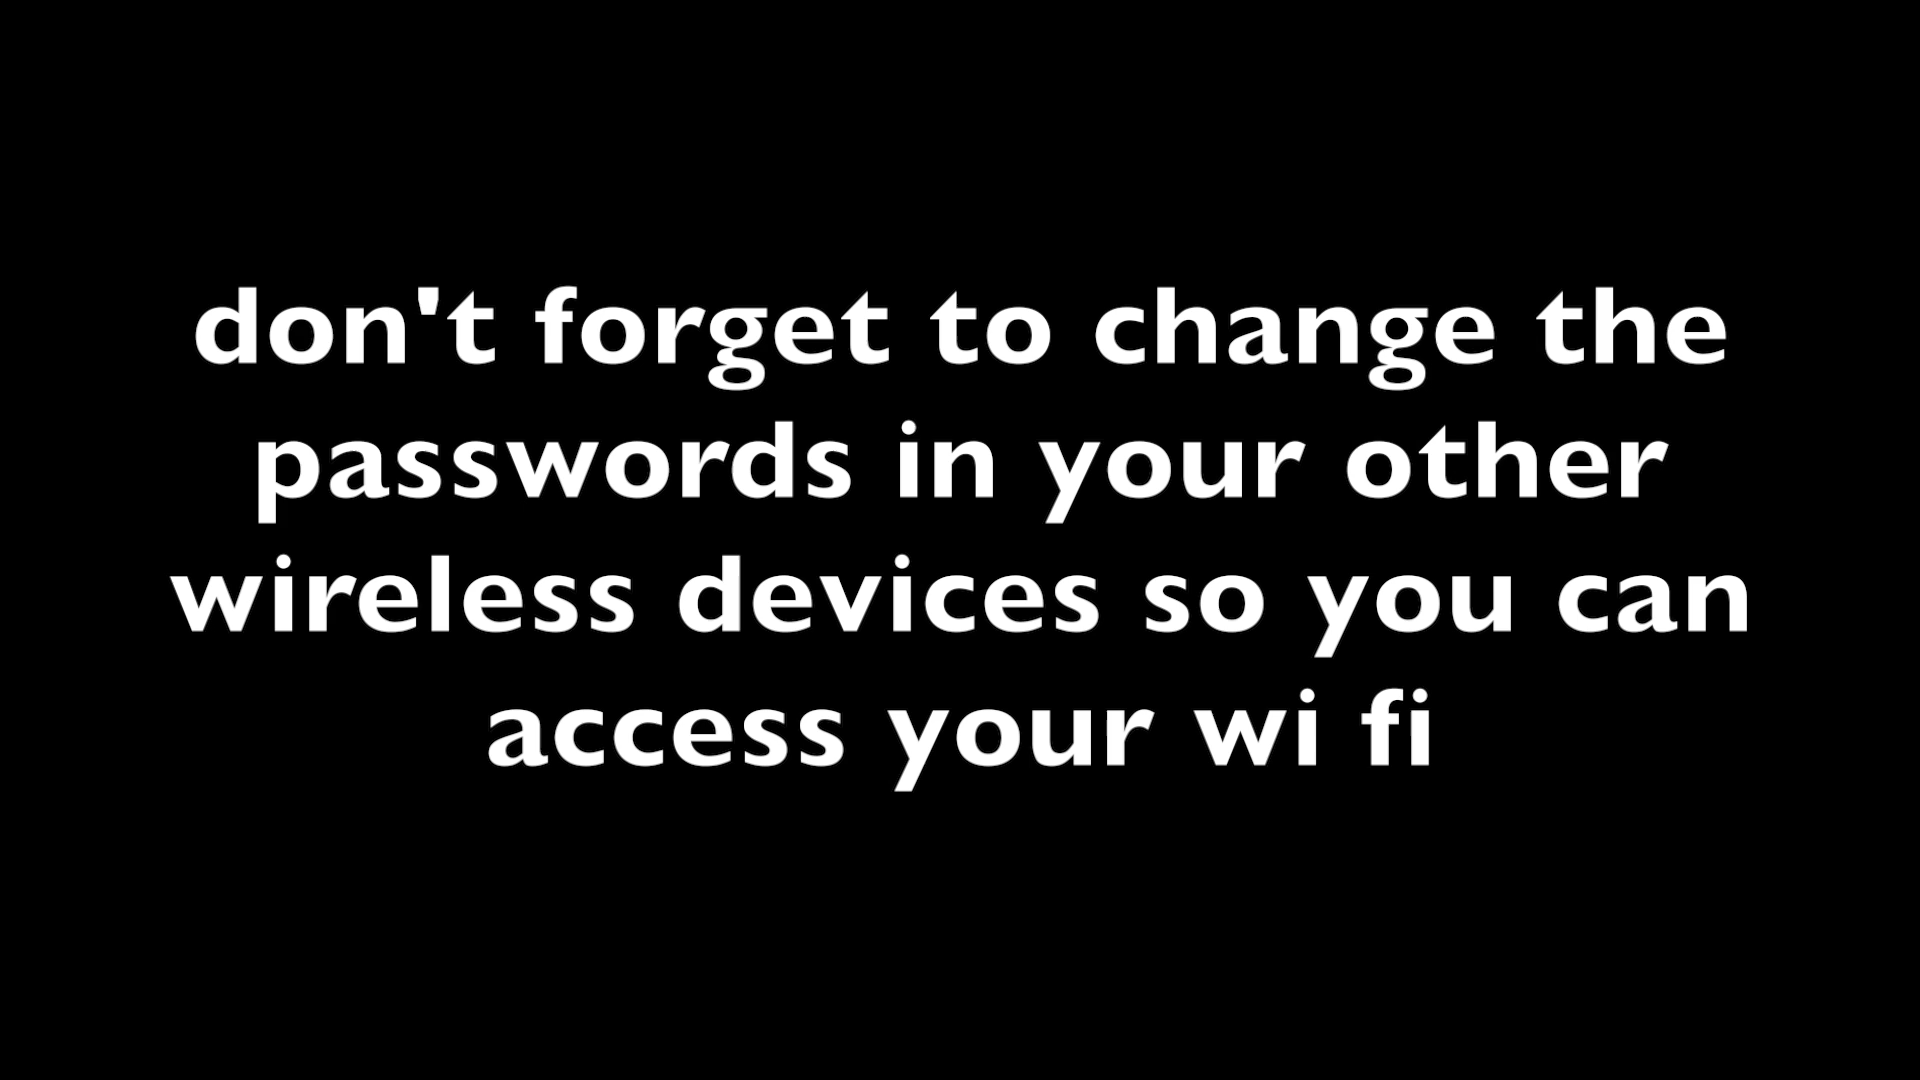 don't forget to change the
passwords in your other
wireless devices so you can
access your wi fi